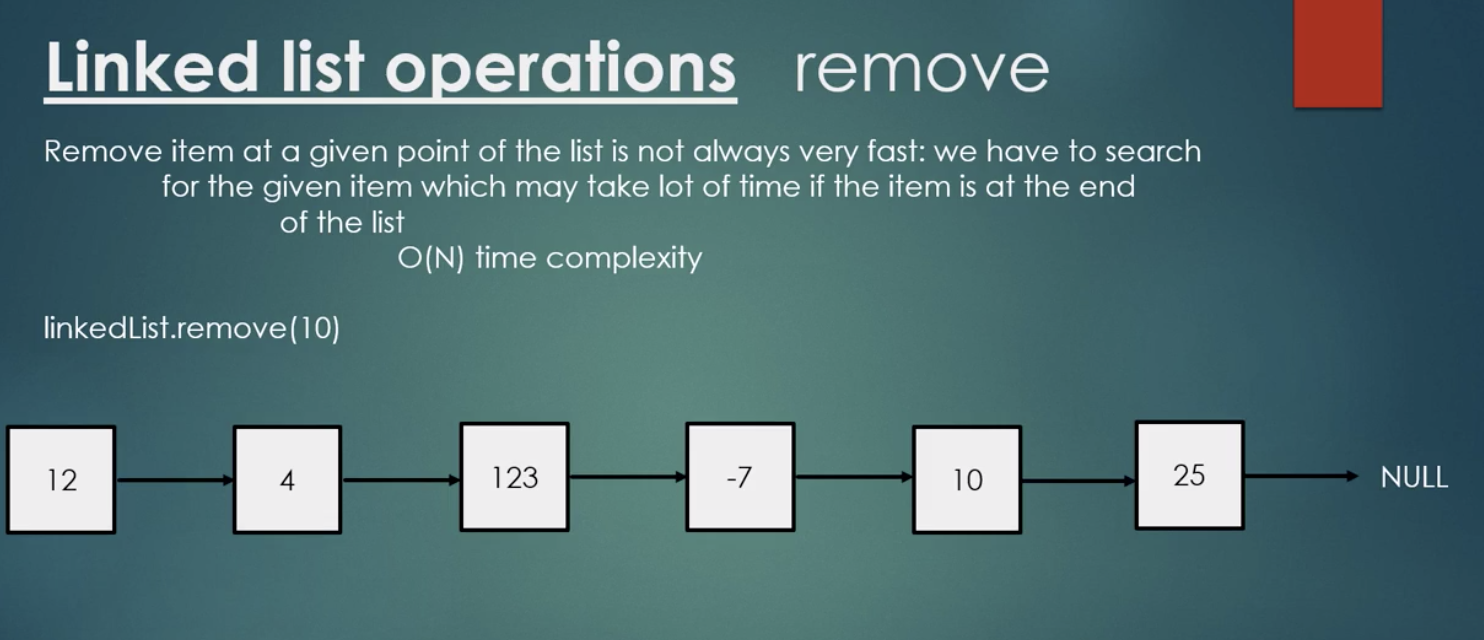 Linked list operations remove
Remove item at a given point of the list is not always very fast: we have to search
for the given item which may take lot of time if the item is at the end
of the list
O(N) time complexity
linkedList.remove(10)
12 4 123 -7 10 25 NULL